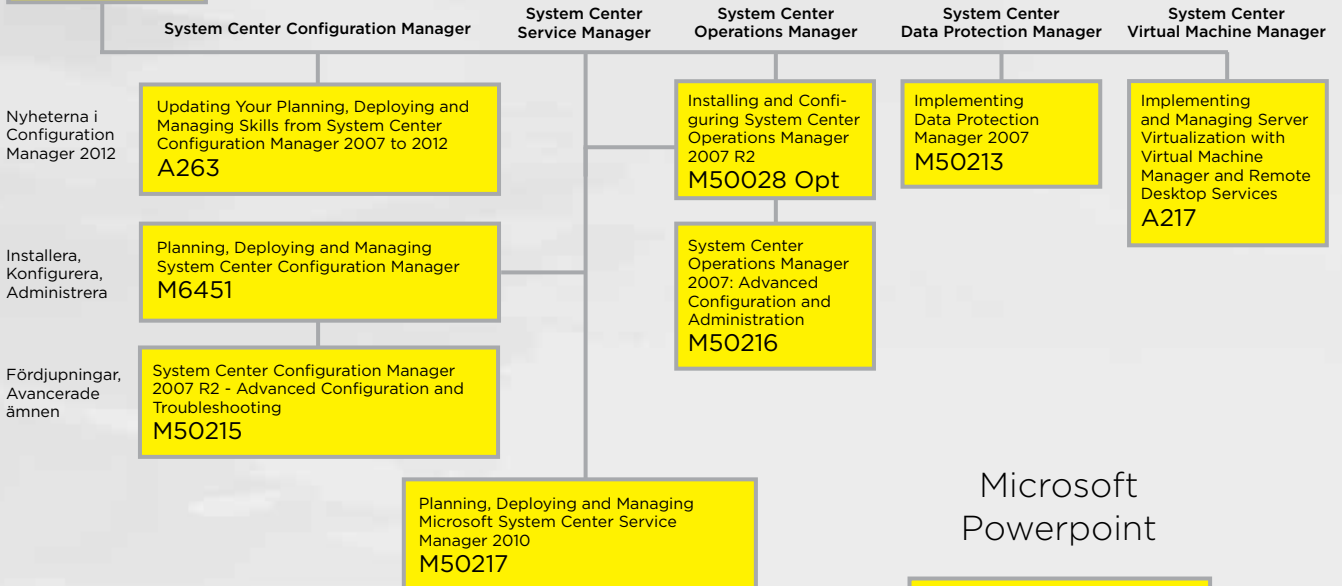 System Center Configuration Manager
System Center
Service Manager
System Center
Operations Manager
System Center
Data Protection Manager
System Center
Virtual Machine Manager
Nyheterna i
Configuration
Manager 2012
Updating Your Planning, Deploying and
Managing Skills from System Center
Configuration Manager 2007 to 2012
A263
Installing and Confi-
guring System Center
Operations Manager
2007 R2
M50028 Opt
Implementing
Data Protection
Manager 2007
M50213
Implementing
and Managing Server
Virtualization with
Virtual Machine
Manager and Remote
Desktop Services
A217
Installera,
Konfigurera,
Administrera
Planning, Deploying and Managing
System Center Configuration Manager
M6451
System Center
Operations Manager
2007: Advanced
Configuration and
Administration
M50216
Fördjupningar,
Avancerade
ämnen
System Center Configuration Manager
2007 R2 - Advanced Configuration and
Troubleshooting
M50215
Planning, Deploying and Managing
Microsoft System Center Service
Manager 2010
M50217
Microsoft
Powerpoint